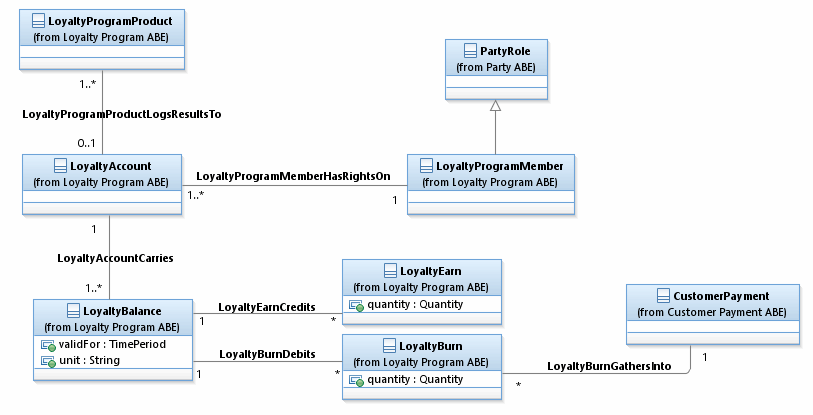 LoyaltyProgramProduct
(from Loyalty Program ABE)
PartyRole
(from Party ABE)
1..*
LoyaltyProgramProductLogsResultsTo
0..1
LoyaltyAccount
(from Loyalty Program ABE)
LoyaltyProgramMemberHasRightsOn
1..*
1
LoyaltyProgramMember
(from Loyalty Program ABE)
1
LoyaltyAccountCarries
1..*
LoyaltyBalance
(from Loyalty Program ABE)
validFor : TimePeriod
unit : String
LoyaltyEarnCredits
1
*
LoyaltyEarn
(from Loyalty Program ABE)
quantity : Quantity
LoyaltyBurnDebits
1
*
LoyaltyBurn
(from Loyalty Program ABE)
quantity : Quantity
LoyaltyBurnGathersInto
*
1
CustomerPayment
(from Customer Payment ABE)